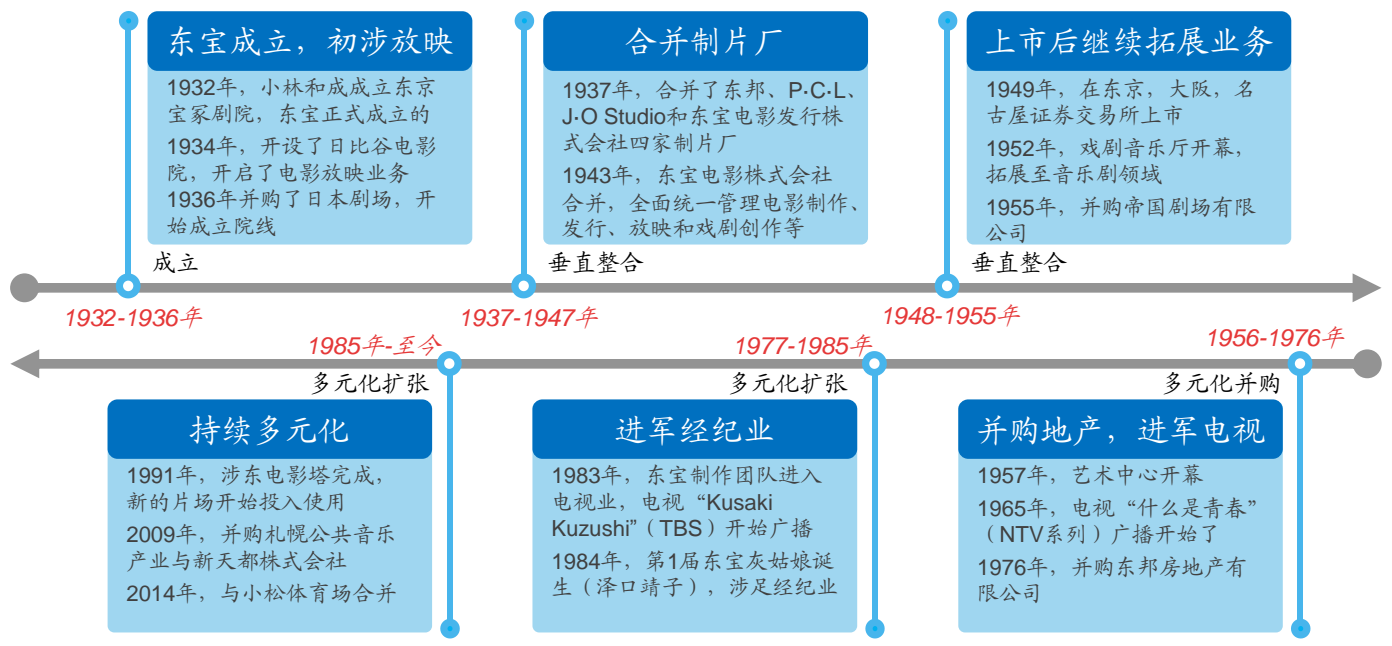 东宝成立，初涉放映
1932年，小林和成成立东京
宝冢剧院，东宝正式成立的
1934年，开设了日比谷电影
院，开启了电影放映业务
1936年并购了日本剧场，开
始成立院线
成立
1932-1936年
合并制片厂
1937年，合并了东邦、P·C·L、
J·O Studio和东宝电影发行株
式会社四家制片厂
1943年，东宝电影株式会社
合并，全面统一管理电影制作、
发行、放映和戏剧创作等
垂直整合
1937-1947年
上市后继续拓展业务
1949年，在东京，大阪，名
古屋证券交易所上市
1952年，戏剧音乐厅开幕，
拓展至音乐剧领域
1955年，并购帝国剧场有限
公司
垂直整合
1948-1955年
1956-1976年
多元化并购
并购地产，进军电视
1957年，艺术中心开幕
1965年，电视“什么是青春”
（NTV系列）广播开始了
1976年，并购东邦房地产有
限公司
1977-1985年
多元化扩张
进军经纪业
1983年，东宝制作团队进入
电视业，电视“Kusaki
Kuzushi”（TBS）开始广播
1984年，第1届东宝灰姑娘诞
生（泽口靖子），涉足经纪业
1985年-至今
多元化扩张
持续多元化
1991年，涉东电影塔完成，
新的片场开始投入使用
2009年，并购札幌公共音乐
产业与新天都株式会社
2014年，与小松体育场合并